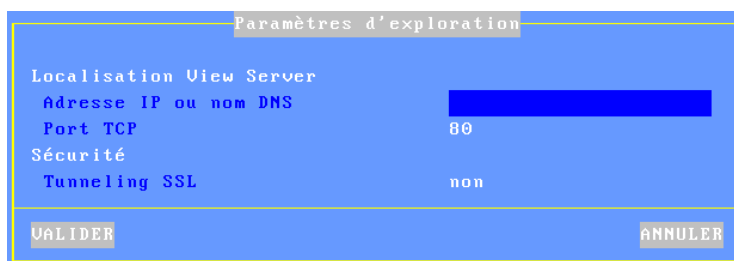 Paramètres d'exploration
Localisation View Server
Adresse IP ou nom DNS
Port TCP 80
Sécurité
Tunneling SSL non
VALIDER ANNULER